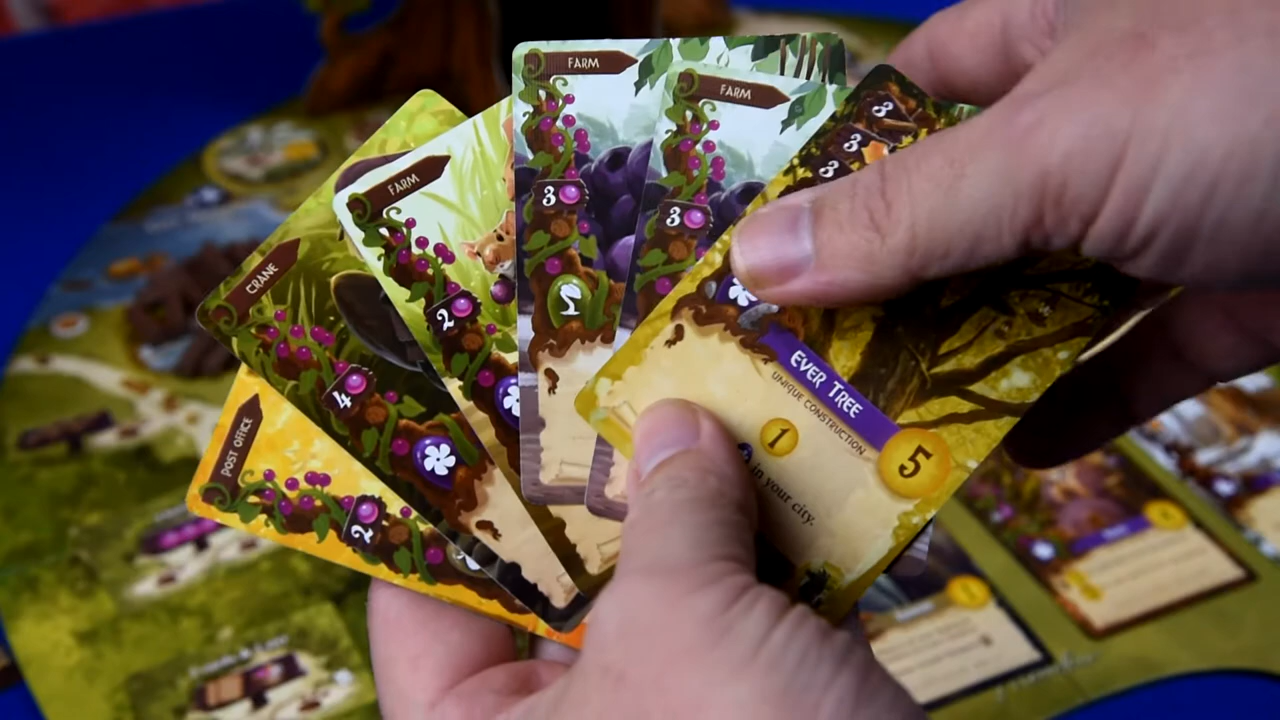 FARM
FARM
FARM
CRANE
POST OFFICE
3
3
3
3
3
2
4
2
EVER TREE
UNIQUE CONSTRUCTION
5
1
in your city.